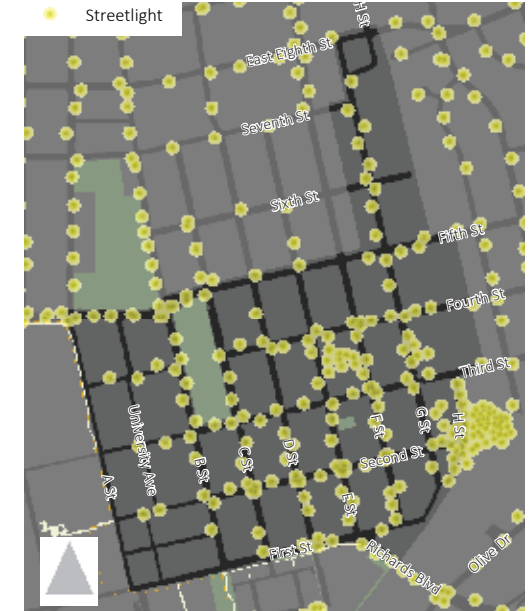 Streetlight
H St
East Eighth St
Seventh St
Sixth St
Fifth St
Fourth St
Third St
University Ave
A St
B St
C St
D St
E St
F St
G St
H St
Second St
First St
Richards Blvd
Olive Dr